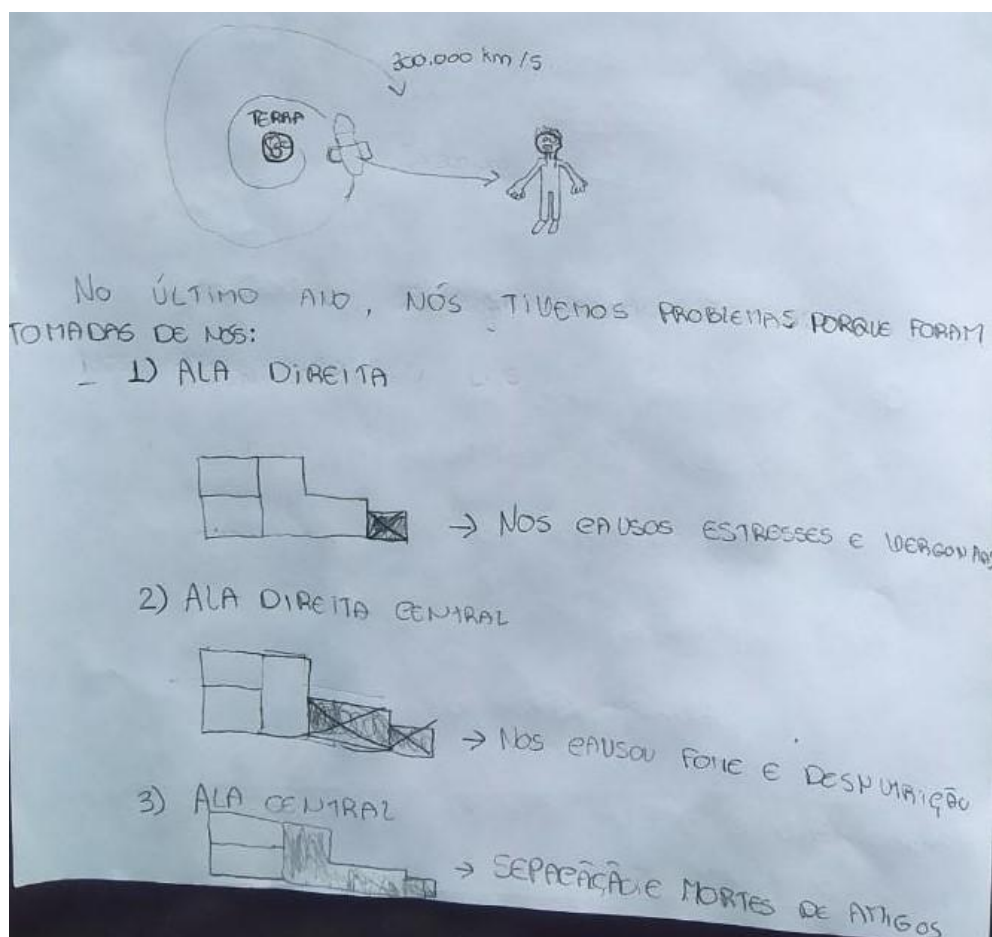 300.000 km/s
TERRA
NO ÚLTIMO ANO, NÓS TIVEMOS PROBLEMAS PORQUE FORAM
TOMADAS DE NÓS:
1) ALA DIREITA
→ NOS CAUSOS ESTRESSES E VERGONHAS
2) ALA DIREITA CENTRAL
→ NOS CAUSOU FOME E DESNUTRIÇÃO
3) ALA CENTRAL
→ SEPARAÇÃO E MORTES DE AMIGOS